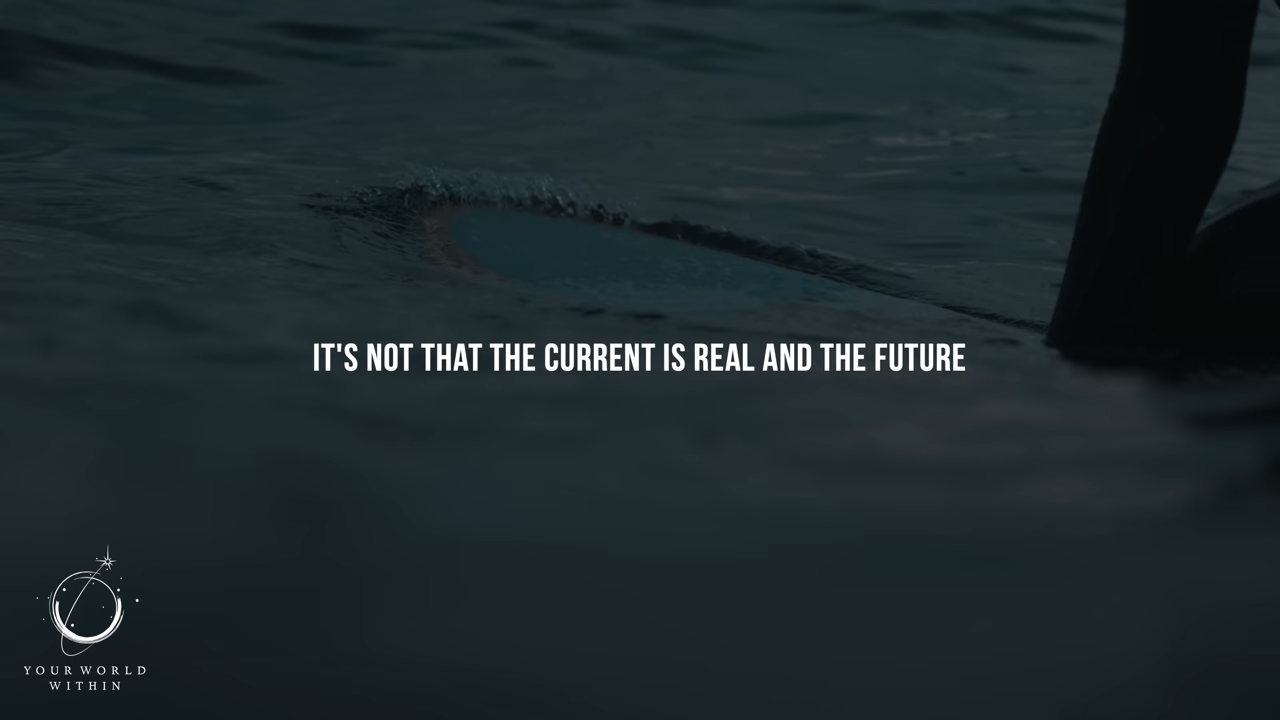 IT'S NOT THAT THE CURRENT IS REAL AND THE FUTURE
YOUR WORLD
WITHIN